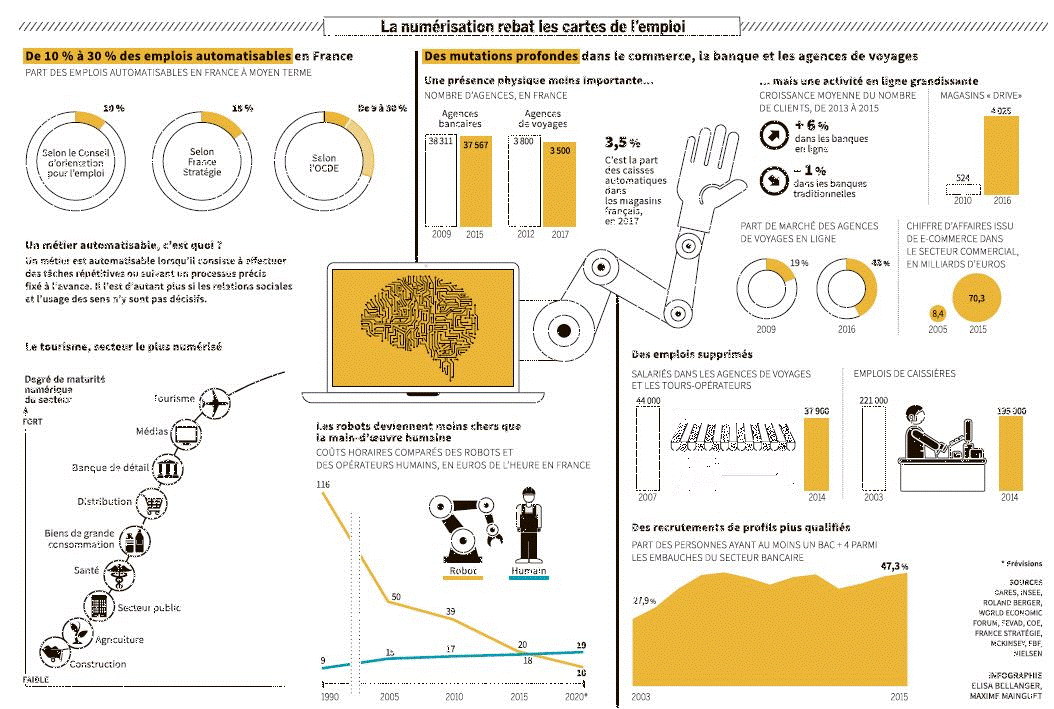 La numérisation rebat les cartes de l'emploi
De 10 % à 30 % des emplois automatisables en France
PART DES EMPLOIS AUTOMATISABLES EN FRANCE À MOYEN TERME
10 %
Selon le Conseil
d'orientation
pour l'emploi
15 %
Selon
France
Stratégie
De 9 à 30 %
Selon
l'OCDE
Un métier automatisable, c'est quoi ?
Un métier est automatisable lorsqu'il consiste à effectuer
des tâches répétitives ou suivant un processus précis
fixé à l'avance. Il l'est d'autant plus si les relations sociales
et l'usage des sens n'y sont pas décisifs.
Le tourisme, secteur le plus numérisé
Degré de maturité
numérique
du secteur
FORT
Tourisme
Médias
Banque de détail
Distribution
Biens de grande
consommation
Santé
Secteur public
Agriculture
Construction
FAIBLE
Des mutations profondes dans le commerce, la banque et les agences de voyages
Une présence physique moins importante...
NOMBRE D'AGENCES, EN FRANCE
Agences
bancaires
38 311
37 567
2009
2015
Agences
de voyages
3 800
3 500
2012
2017
3,5 %
C'est la part
des caisses
automatiques
dans
les magasins
français,
en 2017
... mais une activité en ligne grandissante
CROISSANCE MOYENNE DU NOMBRE
DE CLIENTS, DE 2013 À 2015
+ 6 %
dans les banques
en ligne
– 1 %
dans les banques
traditionnelles
MAGASINS « DRIVE »
524
4 025
2010
2016
PART DE MARCHÉ DES AGENCES
DE VOYAGES EN LIGNE
19 %
2009
2016
CHIFFRE D'AFFAIRES ISSU
DE E-COMMERCE DANS
LE SECTEUR COMMERCIAL,
EN MILLIARDS D'EUROS
8,4
70,3
2005
2015
Les robots deviennent moins chers que
la main-d'œuvre humaine
COÛTS HORAIRES COMPARÉS DES ROBOTS ET
DES OPÉRATEURS HUMAINS, EN EUROS DE L'HEURE EN FRANCE
116
50
39
20
10
9
15
17
18
19
Robot
Humain
1990
2005
2010
2015
2020*
Des emplois supprimés
SALARIÉS DANS LES AGENCES DE VOYAGES
ET LES TOURS-OPÉRATEURS
44 000
37 900
2007
2014
EMPLOIS DE CAISSIÈRES
221 000
195 000
2003
2014
Des recrutements de profils plus qualifiés
PART DES PERSONNES AYANT AU MOINS UN BAC + 4 PARMI
LES EMBAUCHES DU SECTEUR BANCAIRE
27,9 %
47,3 %
2003
2015
* Prévisions
SOURCES
DARES, INSEE,
ROLAND BERGER,
WORLD ECONOMIC
FORUM, FEVAD, COE,
FRANCE STRATÉGIE,
MCKINSEY, FBF,
NIELSEN
INFOGRAPHIE
ELISA BELLANGER,
MAXIME MAINGUET